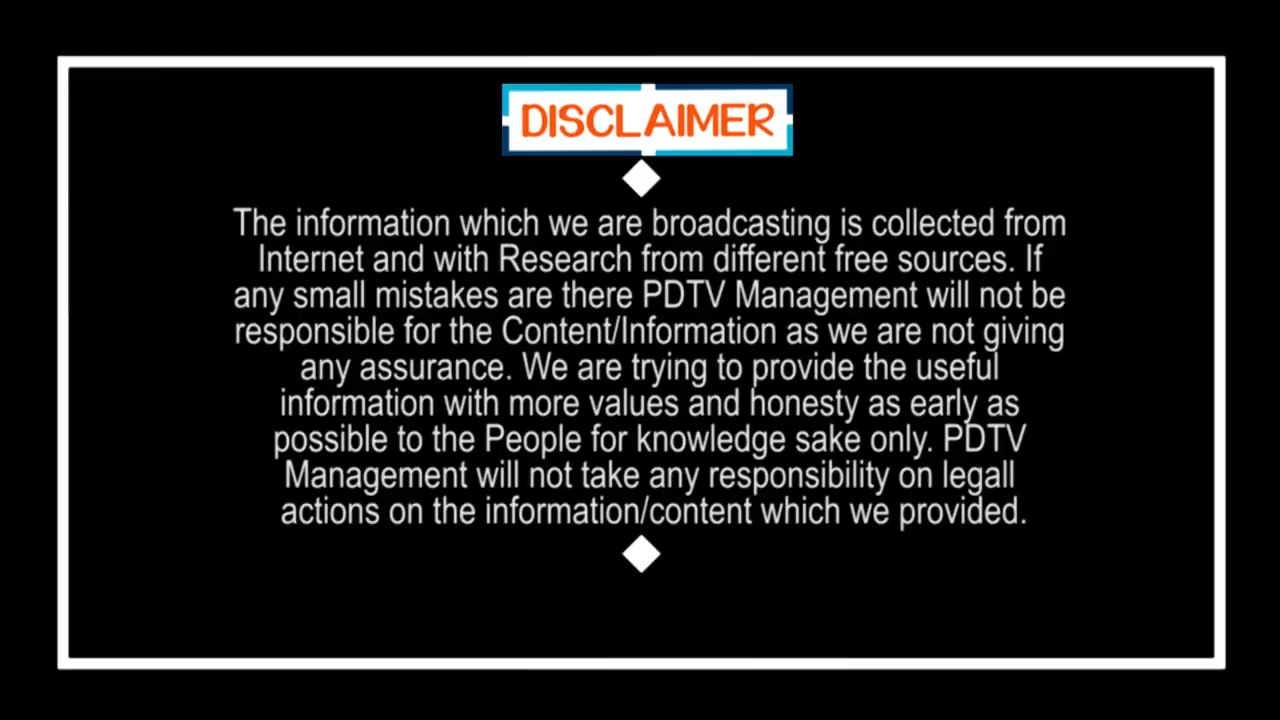 DISCLAIMER
The information which we are broadcasting is collected from
Internet and with Research from different free sources. If
any small mistakes are there PDTV Management will not be
responsible for the Content/Information as we are not giving
any assurance. We are trying to provide the useful
information with more values and honesty as early as
possible to the People for knowledge sake only. PDTV
Management will not take any responsibility on legall
actions on the information/content which we provided.